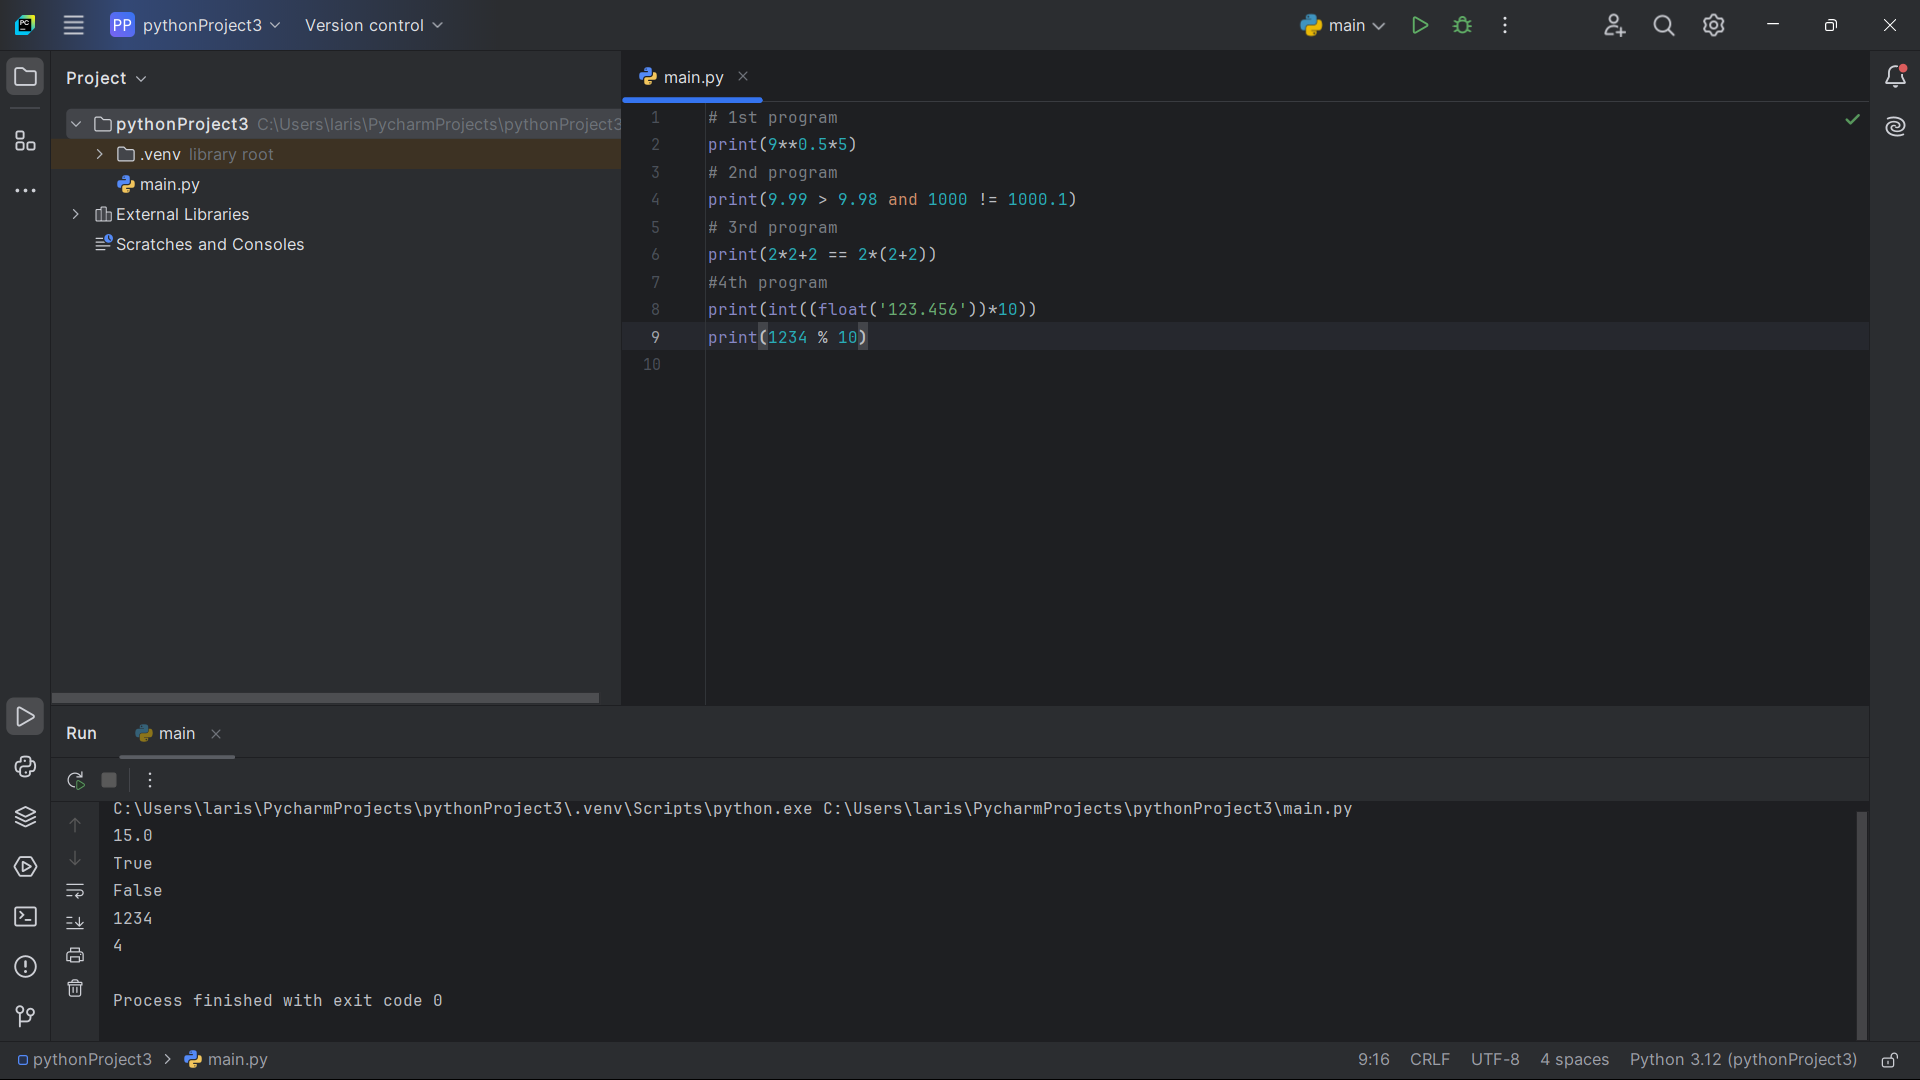 PP pythonProject3 Version control main
Project
pythonProject3 C:\Users\laris\PycharmProjects\pythonProject3
.venv library root
main.py
External Libraries
Scratches and Consoles
main.py
1 # 1st program
2 print(9**0.5*5)
3 # 2nd program
4 print(9.99 > 9.98 and 1000 != 1000.1)
5 # 3rd program
6 print(2*2+2 == 2*(2+2))
7 #4th program
8 print(int((float('123.456'))*10))
9 print(1234 % 10)
10
Run main
C:\Users\laris\PycharmProjects\pythonProject3\.venv\Scripts\python.exe C:\Users\laris\PycharmProjects\pythonProject3\main.py
15.0
True
False
1234
4
Process finished with exit code 0
pythonProject3 > main.py 9:16 CRLF UTF-8 4 spaces Python 3.12 (pythonProject3)